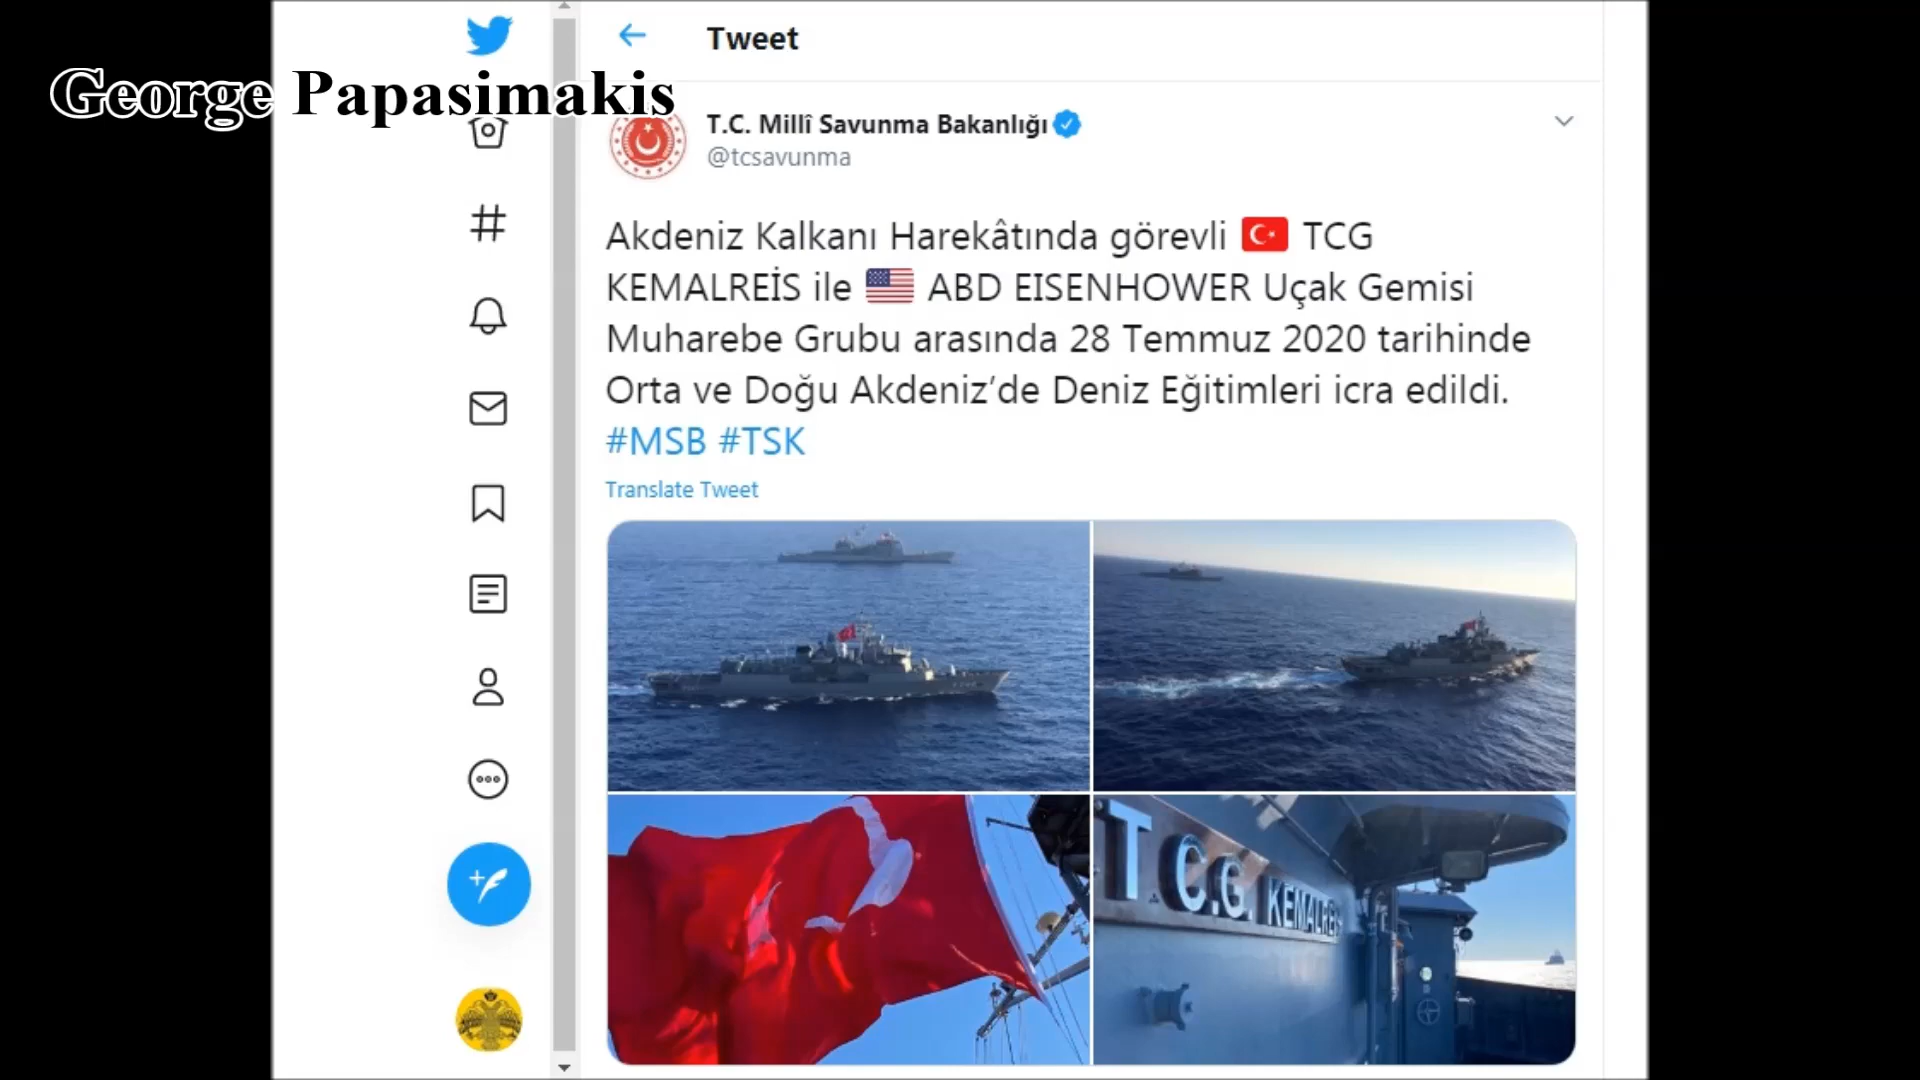 George Papasimakis
Tweet
T.C. Millî Savunma Bakanlığı
@tcsavunma
Akdeniz Kalkanı Harekâtında görevli TCG
KEMALREİS ile ABD EISENHOWER Uçak Gemisi
Muharebe Grubu arasında 28 Temmuz 2020 tarihinde
Orta ve Doğu Akdeniz'de Deniz Eğitimleri icra edildi.
#MSB #TSK
Translate Tweet
T.C.G. KEMALREİS